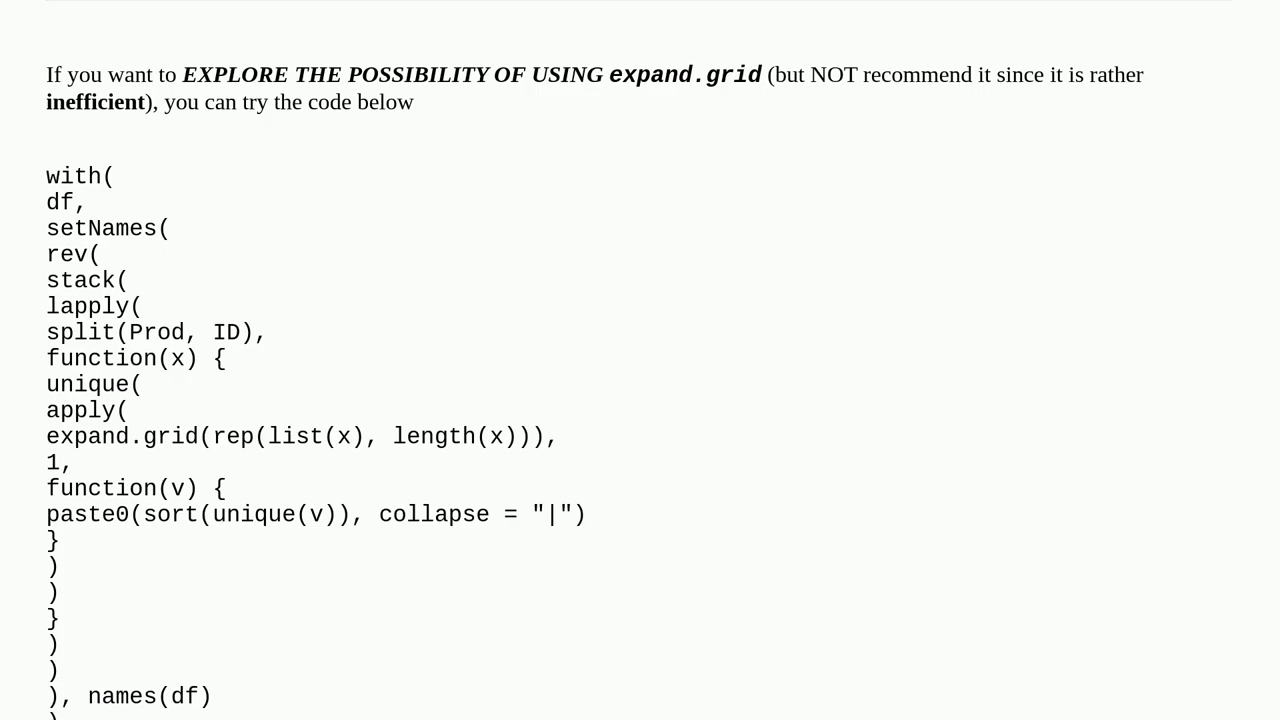 If you want to EXPLORE THE POSSIBILITY OF USING expand.grid (but NOT recommend it since it is rather
inefficient), you can try the code below
with(
df,
setNames(
rev(
stack(
lapply(
split(Prod, ID),
function(x) {
unique(
apply(
expand.grid(rep(list(x), length(x))),
1,
function(v) {
paste0(sort(unique(v)), collapse = "|")
}
)
)
}
)
)
), names(df)
)